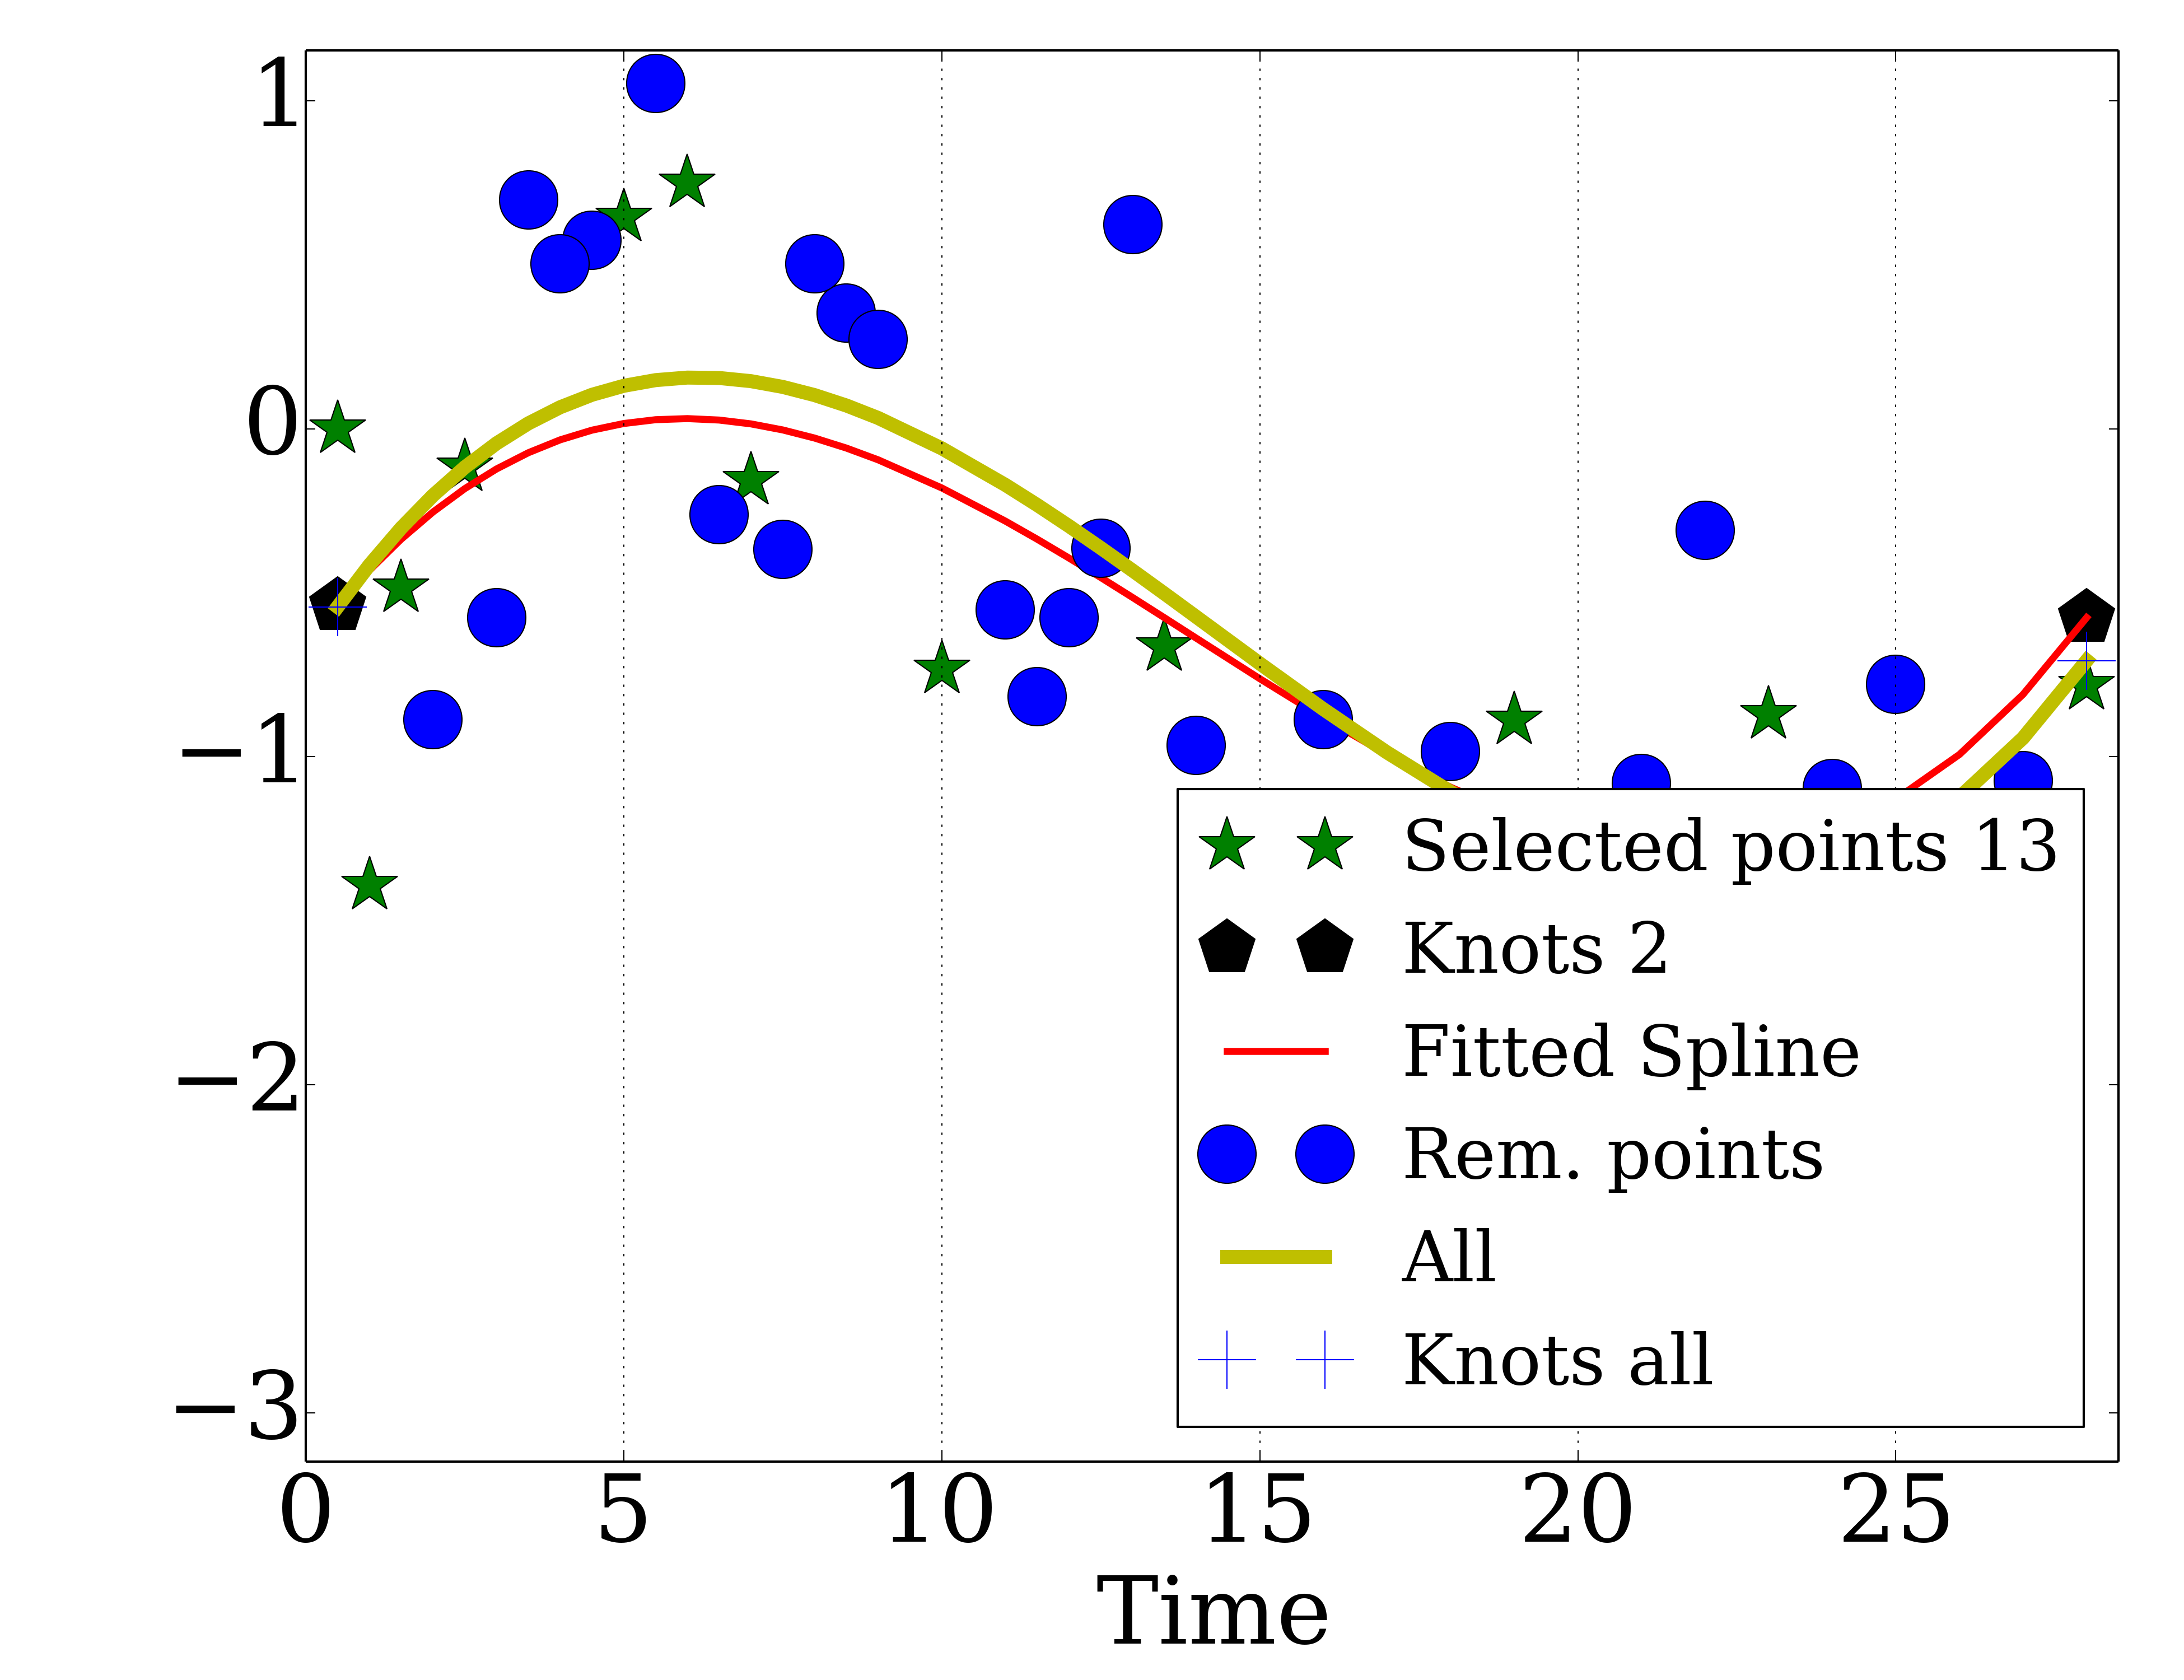 1
0
−1
−2
−3
0 5 10 15 20 25
Time
Selected points 13
Knots 2
Fitted Spline
Rem. points
All
Knots all